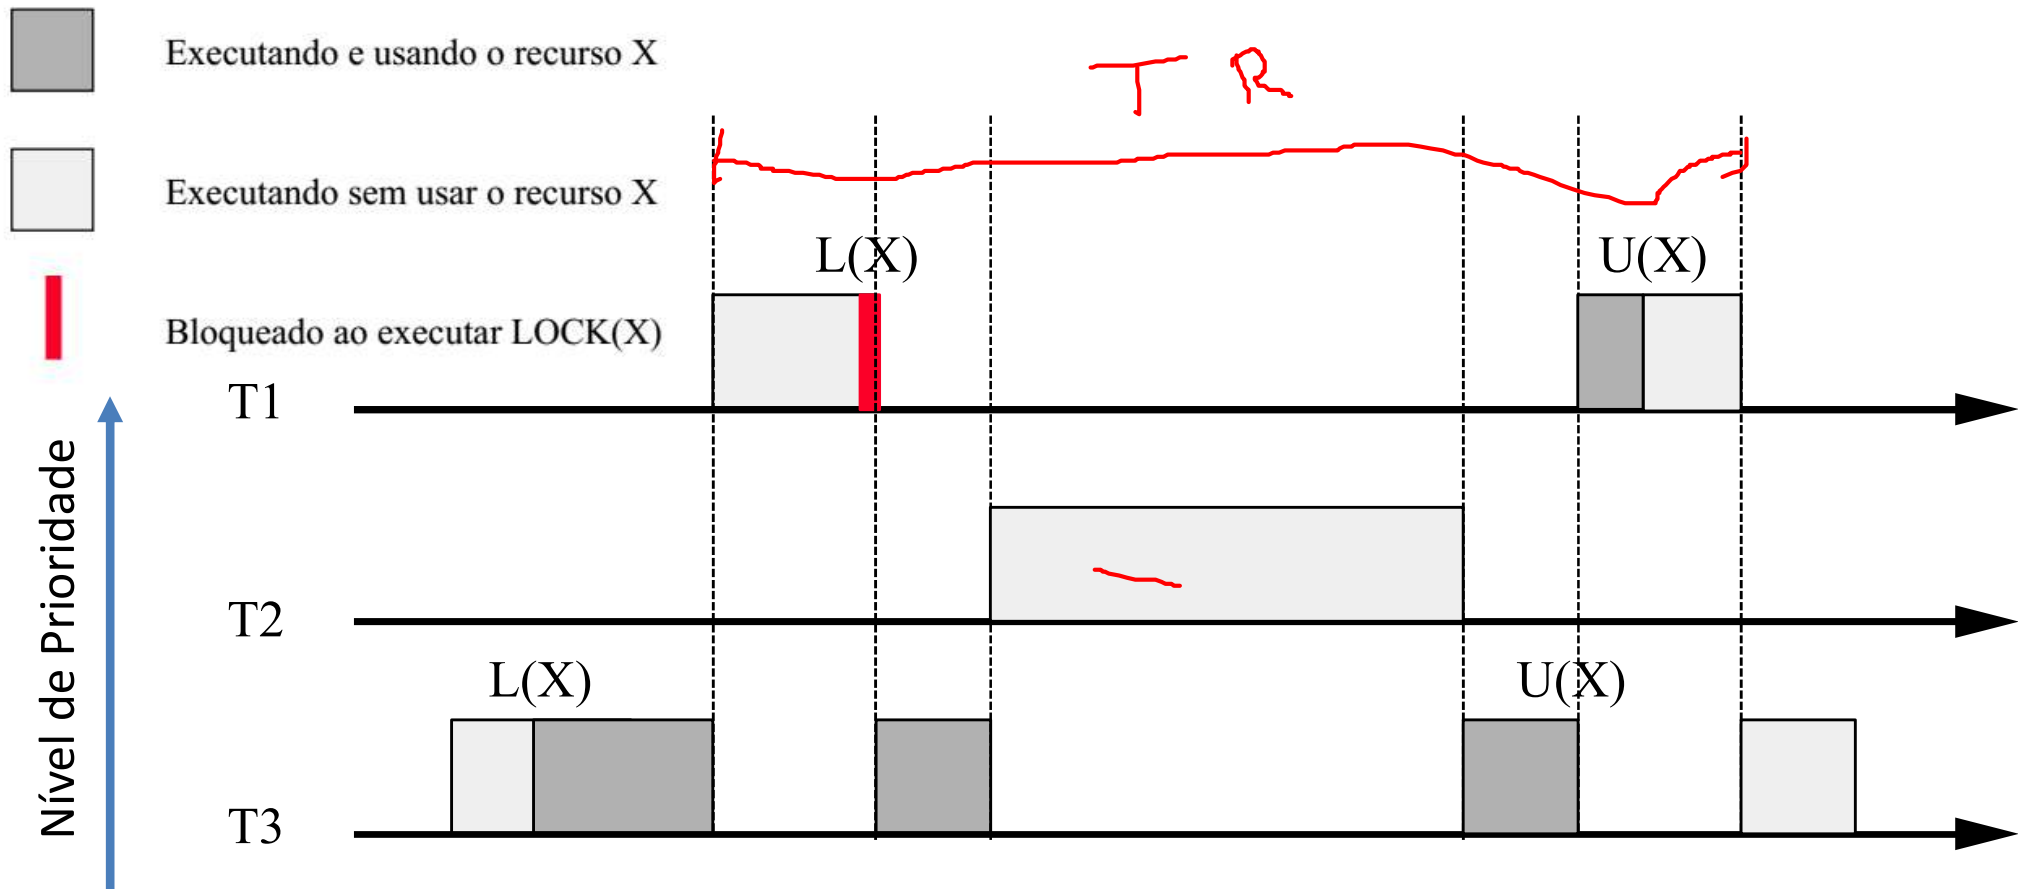 Executando e usando o recurso X
T R
Executando sem usar o recurso X
L(X)
U(X)
Bloqueado ao executar LOCK(X)
T1
Nível de Prioridade
T2
L(X)
U(X)
T3